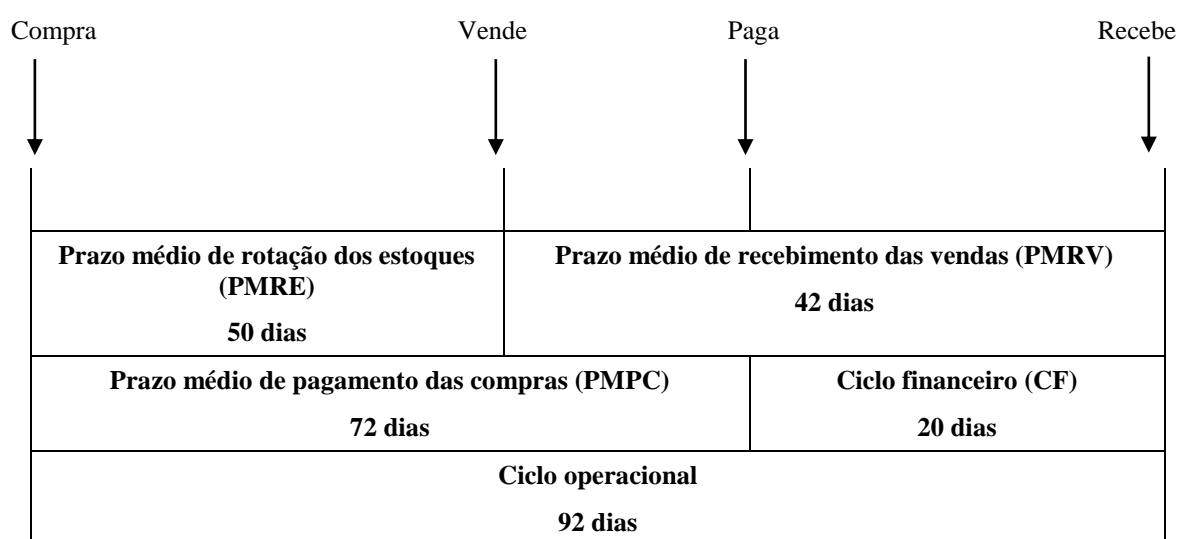 Compra Vende Paga Recebe
Prazo médio de rotação dos estoques
(PMRE)
50 dias
Prazo médio de recebimento das vendas (PMRV)
42 dias
Prazo médio de pagamento das compras (PMPC)
72 dias
Ciclo financeiro (CF)
20 dias
Ciclo operacional
92 dias